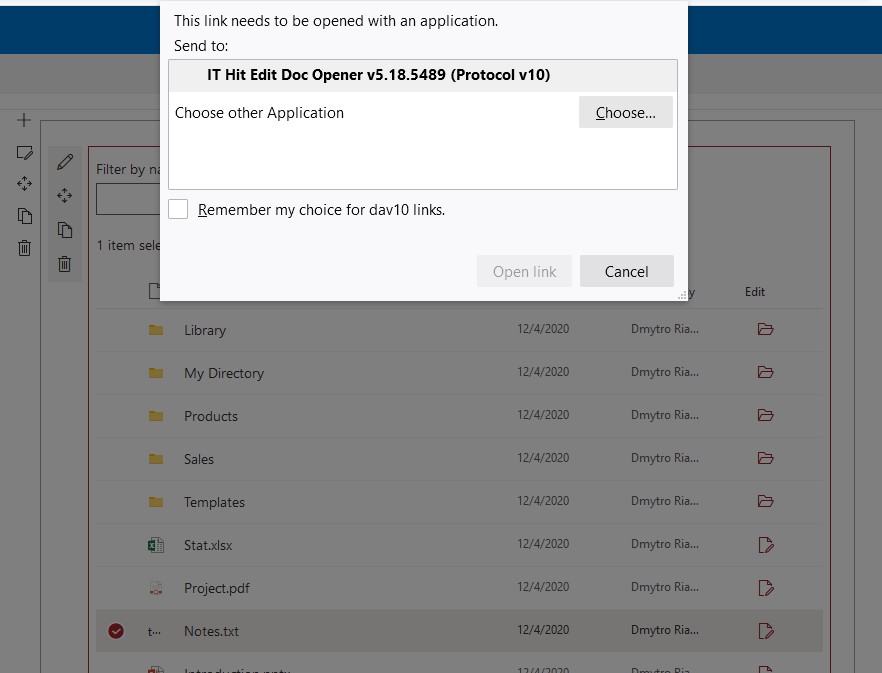 This link needs to be opened with an application.
Send to:
IT Hit Edit Doc Opener v5.18.5489 (Protocol v10)
Choose other Application Choose...
Remember my choice for dav10 links.
Open link Cancel
Filter by
1 item
Edit
Library 12/4/2020 Dmytro Ria...
My Directory 12/4/2020 Dmytro Ria...
Products 12/4/2020 Dmytro Ria...
Sales 12/4/2020 Dmytro Ria...
Templates 12/4/2020 Dmytro Ria...
Stat.xlsx 12/4/2020 Dmytro Ria...
Project.pdf 12/4/2020 Dmytro Ria...
t... Notes.txt 12/4/2020 Dmytro Ria...
Introduction.pptx 12/4/2020 Dmytro Ria...